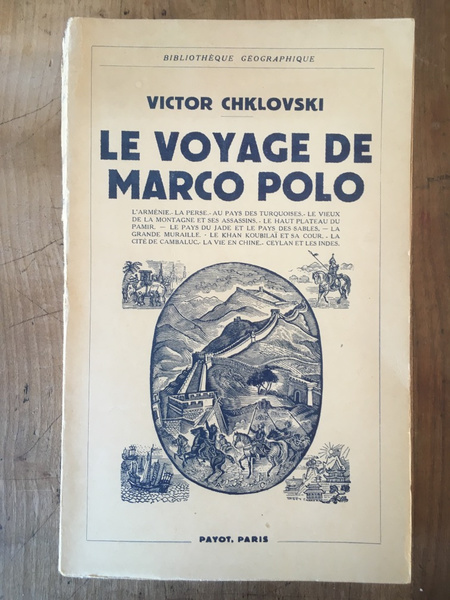 BIBLIOTHÈQUE GÉOGRAPHIQUE
VICTOR CHKLOVSKI
LE VOYAGE DE
MARCO POLO
L'ARMÉNIE.- LA PERSE.- AU PAYS DES TURQUOISES.- LE VIEUX
DE LA MONTAGNE ET SES ASSASSINS.- LE HAUT PLATEAU DU
PAMIR. — LE PAYS DU JADE ET LE PAYS DES SABLES. — LA
GRANDE MURAILLE. - LE KHAN KOUBILAÏ ET SA COUR. - LA
CITÉ DE CAMBALUC. LA VIE EN CHINE.- CEYLAN ET LES INDES.
PAYOT, PARIS